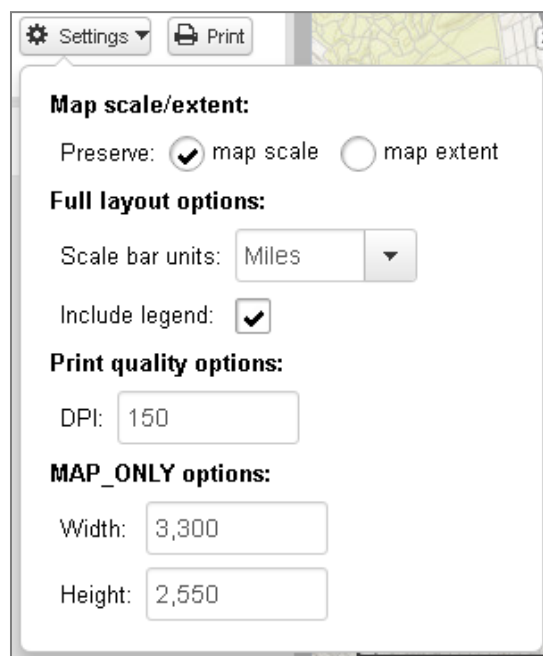 Settings Print
Map scale/extent:
Preserve: map scale map extent
Full layout options:
Scale bar units: Miles
Include legend:
Print quality options:
DPI: 150
MAP_ONLY options:
Width: 3,300
Height: 2,550